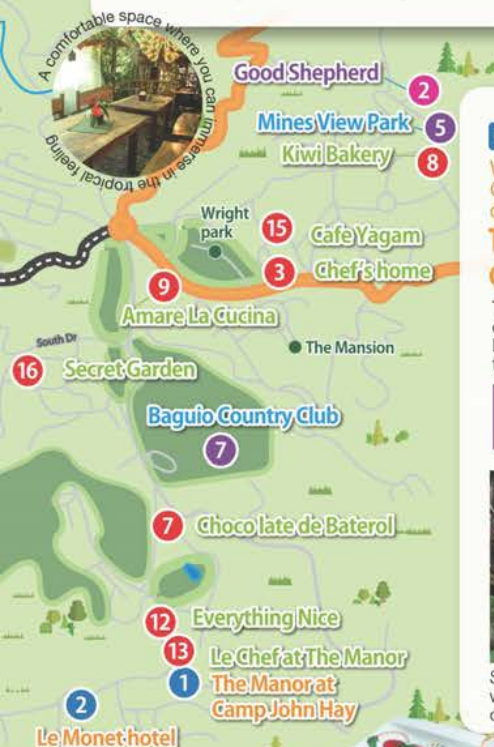 A comfortable space where you can immerse in the tropical feeling
Good Shepherd
2
Mines View Park
5
Kiwi Bakery
8
Wright
park
15
Cafe Yagam
3
Chef's home
9
Amare La Cucina
South Dr
The Mansion
16
Secret Garden
Baguio Country Club
7
7
Choco late de Baterol
12
Everything Nice
13
Le Chef at The Manor
1
The Manor at
Camp John Hay
2
Le Monet hotel